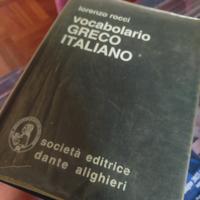 lorenzo rocci
vocabolario
GRECO
ITALIANO
società editrice
dante alighieri